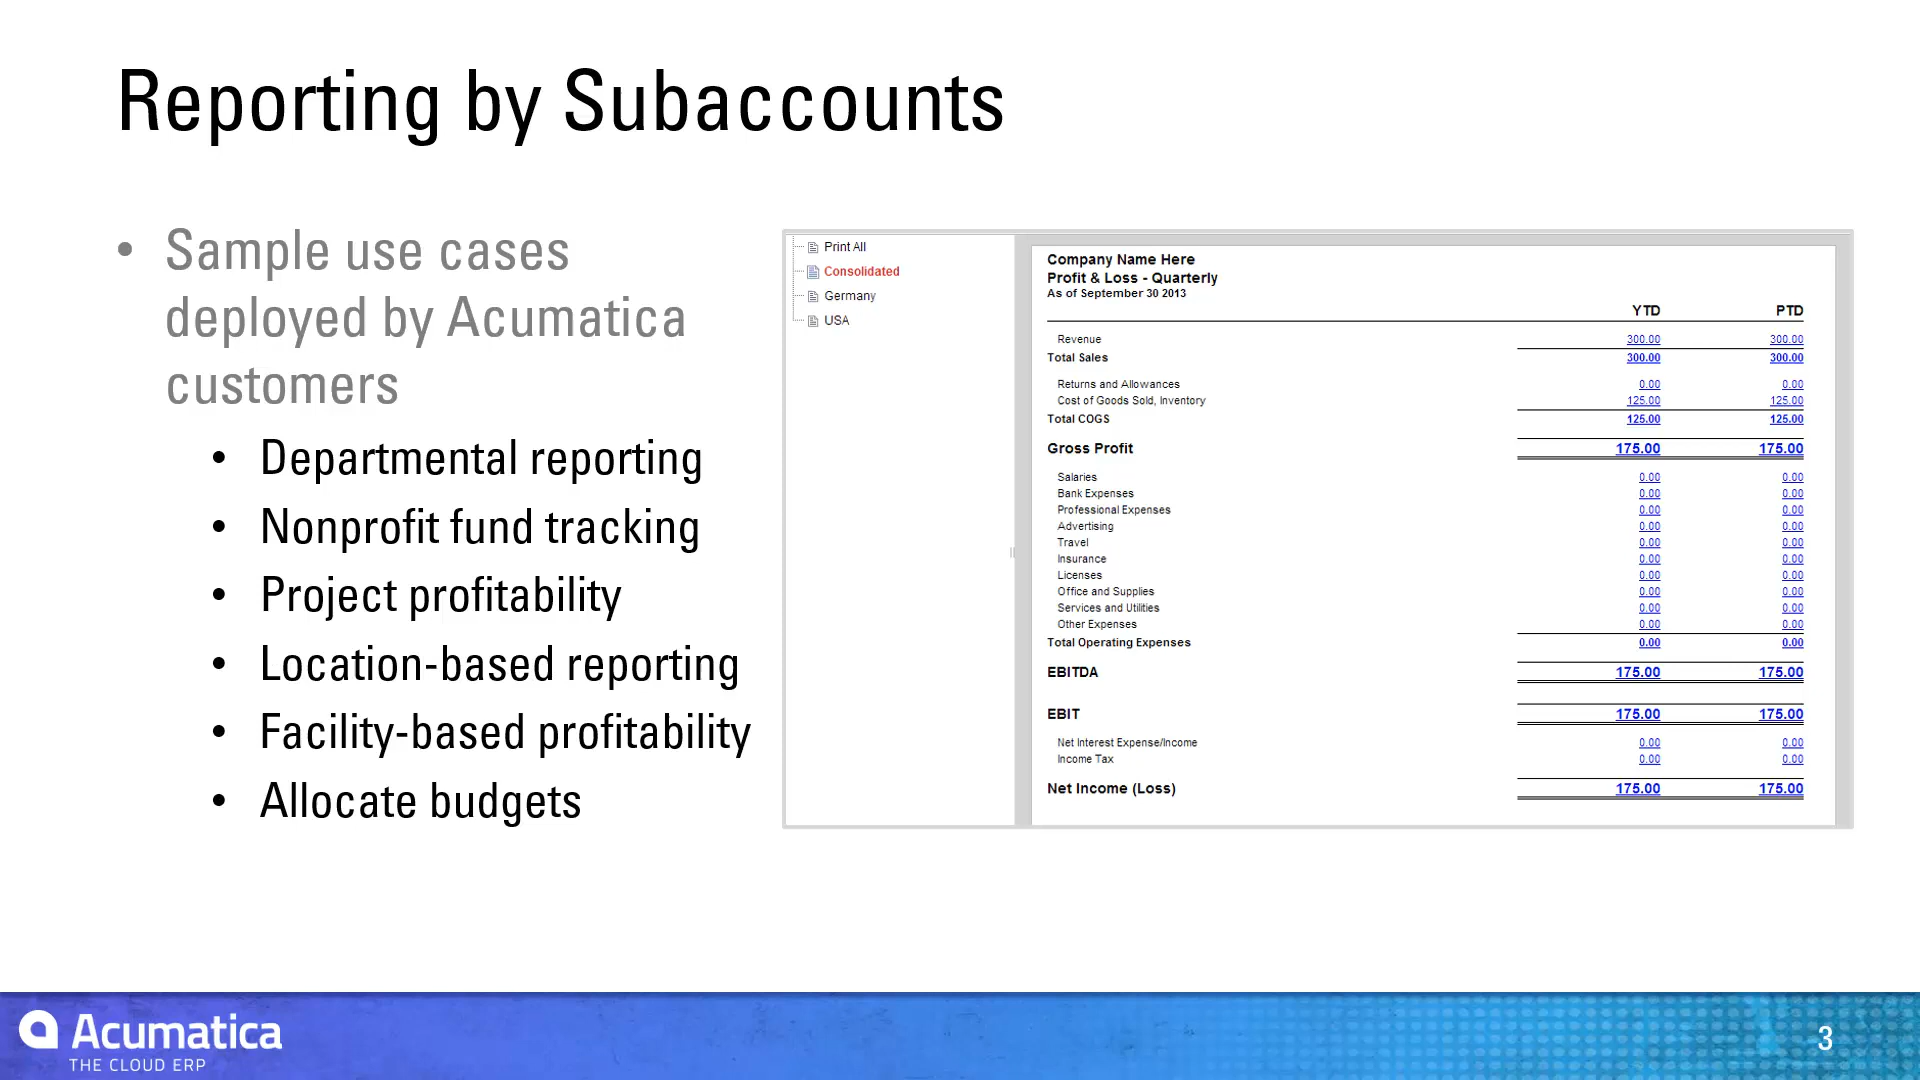 Reporting by Subaccounts
• Sample use cases
deployed by Acumatica
customers
• Departmental reporting
• Nonprofit fund tracking
• Project profitability
• Location-based reporting
• Facility-based profitability
• Allocate budgets
Print All
Consolidated
Germany
USA
Company Name Here
Profit & Loss - Quarterly
As of September 30 2013
YTD PTD
Revenue 300.00 300.00
Total Sales 300.00 300.00
Returns and Allowances 0.00 0.00
Cost of Goods Sold, Inventory 125.00 125.00
Total COGS 125.00 125.00
Gross Profit 175.00 175.00
Salaries 0.00 0.00
Bank Expenses 0.00 0.00
Professional Expenses 0.00 0.00
Advertising 0.00 0.00
Travel 0.00 0.00
Insurance 0.00 0.00
Licenses 0.00 0.00
Office and Supplies 0.00 0.00
Services and Utilities 0.00 0.00
Other Expenses 0.00 0.00
Total Operating Expenses 0.00 0.00
EBITDA 175.00 175.00
EBIT 175.00 175.00
Net Interest Expense/Income 0.00 0.00
Income Tax 0.00 0.00
Net Income (Loss) 175.00 175.00
Acumatica
THE CLOUD ERP
3